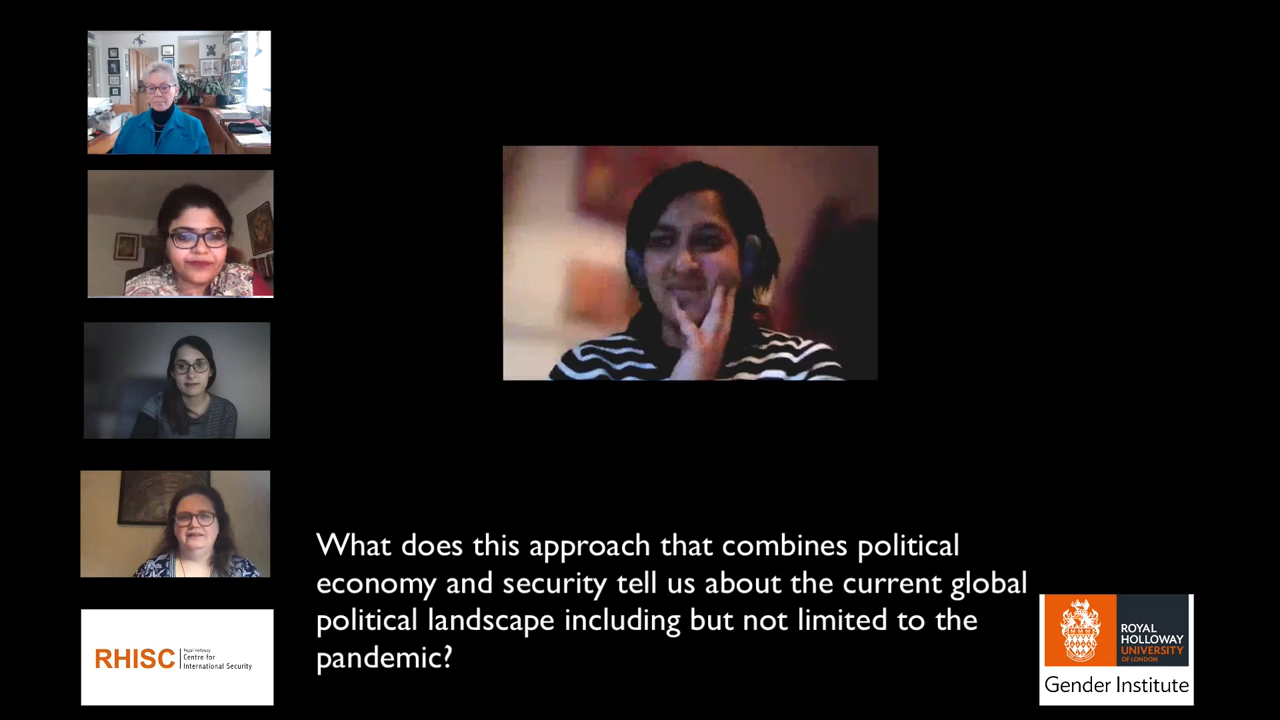 What does this approach that combines political
economy and security tell us about the current global
political landscape including but not limited to the
pandemic?
RHISC
Royal Holloway
Centre for
International Security
ROYAL
HOLLOWAY
UNIVERSITY
OF LONDON
Gender Institute